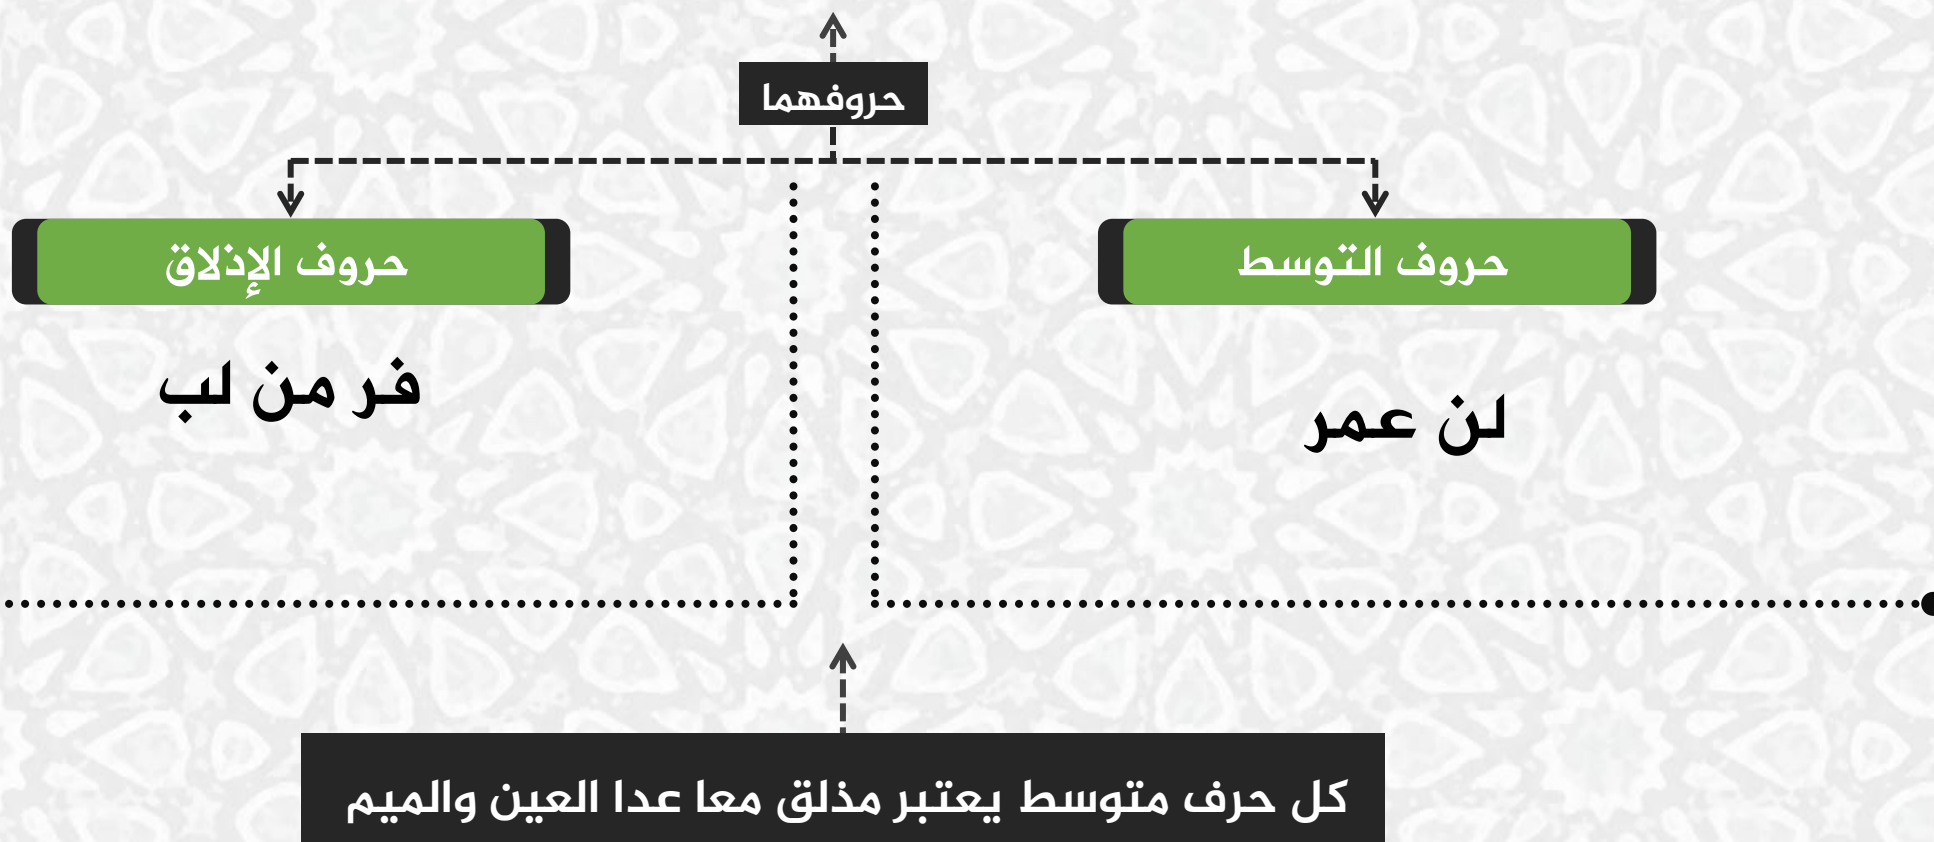 حروفهما
حروف التوسط
حروف الإذلاق
لن عمر
فر من لب
كل حرف متوسط يعتبر مذلق معا عدا العين والميم